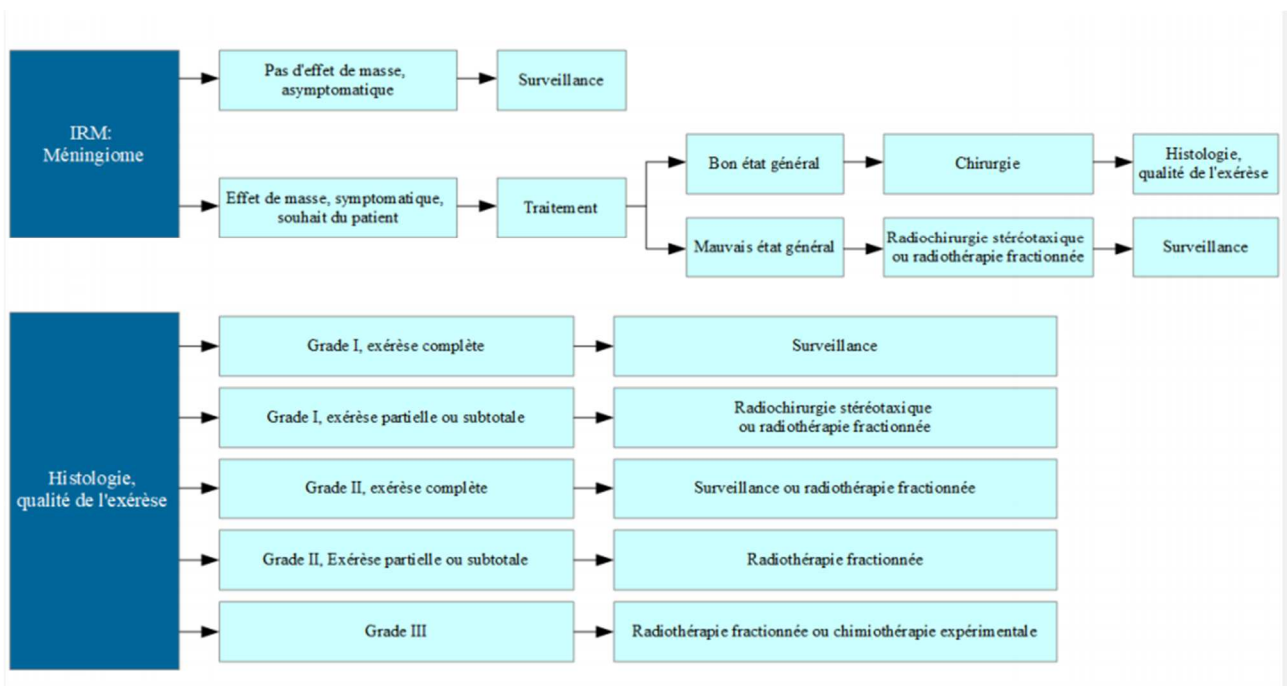 IRM:
Méningiome
Pas d'effet de masse,
asymptomatique
Surveillance
Effet de masse, symptomatique,
souhait du patient
Traitement
Bon état général
Chirurgie
Histologie,
qualité de l'exérèse
Mauvais état général
Radiochirurgie stéréotaxique
ou radiothérapie fractionnée
Surveillance
Histologie,
qualité de l'exérèse
Grade I, exérèse complète
Surveillance
Grade I, exérèse partielle ou subtotale
Radiochirurgie stéréotaxique
ou radiothérapie fractionnée
Grade II, exérèse complète
Surveillance ou radiothérapie fractionnée
Grade II, Exérèse partielle ou subtotale
Radiothérapie fractionnée
Grade III
Radiothérapie fractionnée ou chimiothérapie expérimentale